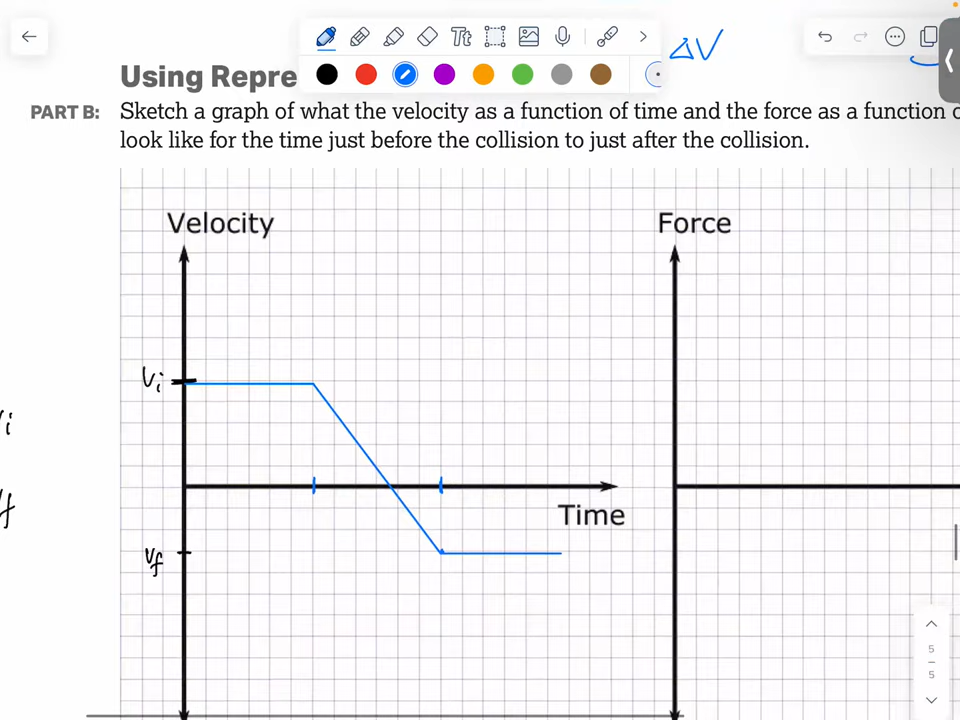 Tt
ΔV
Using Repre
PART B: Sketch a graph of what the velocity as a function of time and the force as a function
look like for the time just before the collision to just after the collision.
Velocity
Force
Vi
Time
Vf
5
5